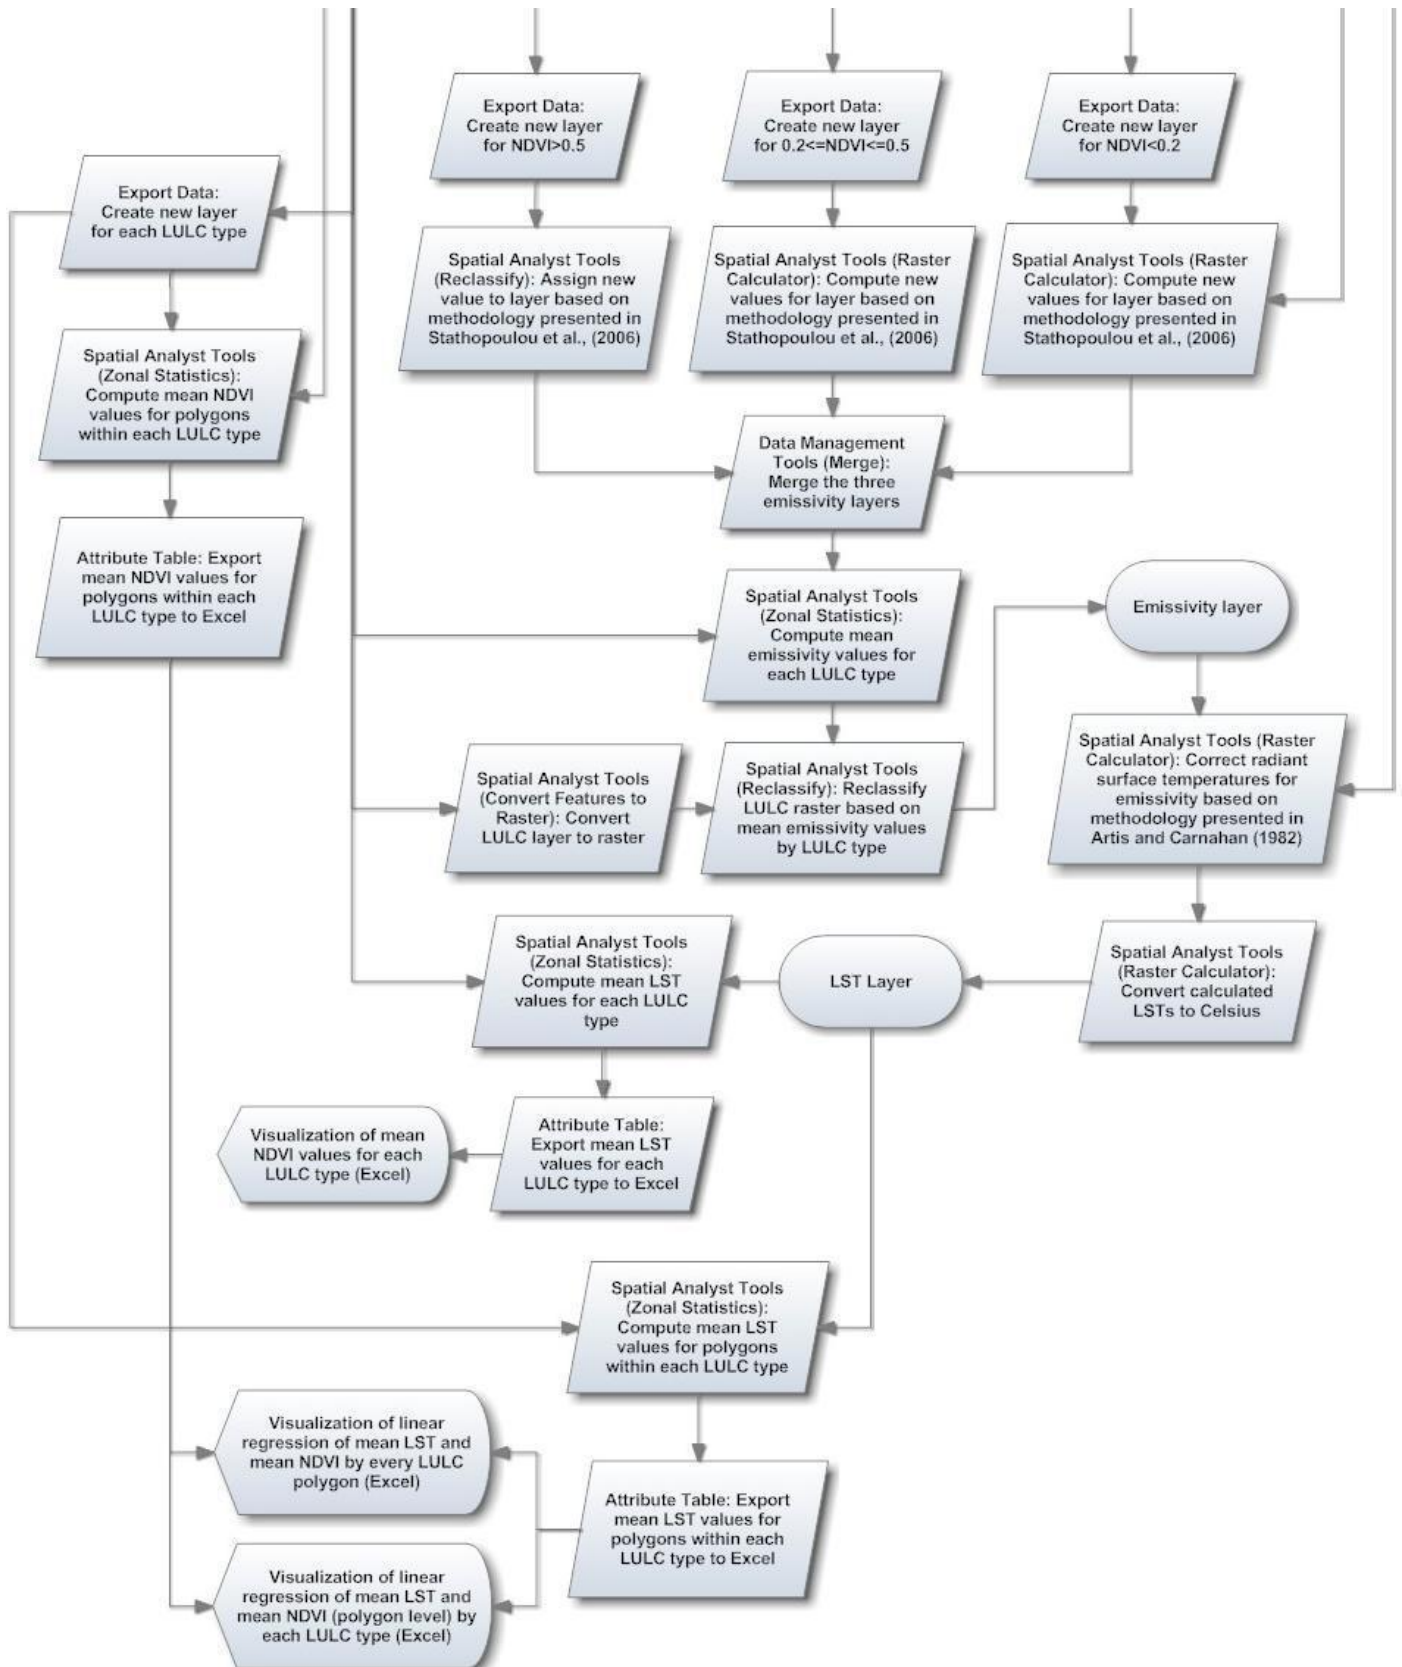 Export Data:
Create new layer
for NDVI>0.5
Export Data:
Create new layer
for 0.2<=NDVI<=0.5
Export Data:
Create new layer
for NDVI<0.2
Export Data:
Create new layer
for each LULC type
Spatial Analyst Tools
(Reclassify): Assign new
value to layer based on
methodology presented in
Stathopoulou et al., (2006)
Spatial Analyst Tools (Raster
Calculator): Compute new
values for layer based on
methodology presented in
Stathopoulou et al., (2006)
Spatial Analyst Tools (Raster
Calculator): Compute new
values for layer based on
methodology presented in
Stathopoulou et al., (2006)
Spatial Analyst Tools
(Zonal Statistics):
Compute mean NDVI
values for polygons
within each LULC type
Data Management
Tools (Merge):
Merge the three
emissivity layers
Attribute Table: Export
mean NDVI values for
polygons within each
LULC type to Excel
Spatial Analyst Tools
(Zonal Statistics):
Compute mean
emissivity values for
each LULC type
Emissivity layer
Spatial Analyst Tools
(Convert Features to
Raster): Convert
LULC layer to raster
Spatial Analyst Tools
(Reclassify): Reclassify
LULC raster based on
mean emissivity values
by LULC type
Spatial Analyst Tools (Raster
Calculator): Correct radiant
surface temperatures for
emissivity based on
methodology presented in
Artis and Carnahan (1982)
Spatial Analyst Tools
(Zonal Statistics):
Compute mean LST
values for each LULC
type
LST Layer
Spatial Analyst Tools
(Raster Calculator):
Convert calculated
LSTs to Celsius
Visualization of mean
NDVI values for each
LULC type (Excel)
Attribute Table:
Export mean LST
values for each
LULC type to Excel
Spatial Analyst Tools
(Zonal Statistics):
Compute mean LST
values for polygons
within each LULC type
Visualization of linear
regression of mean LST and
mean NDVI by every LULC
polygon (Excel)
Attribute Table: Export
mean LST values for
polygons within each
LULC type to Excel
Visualization of linear
regression of mean LST and
mean NDVI (polygon level) by
each LULC type (Excel)